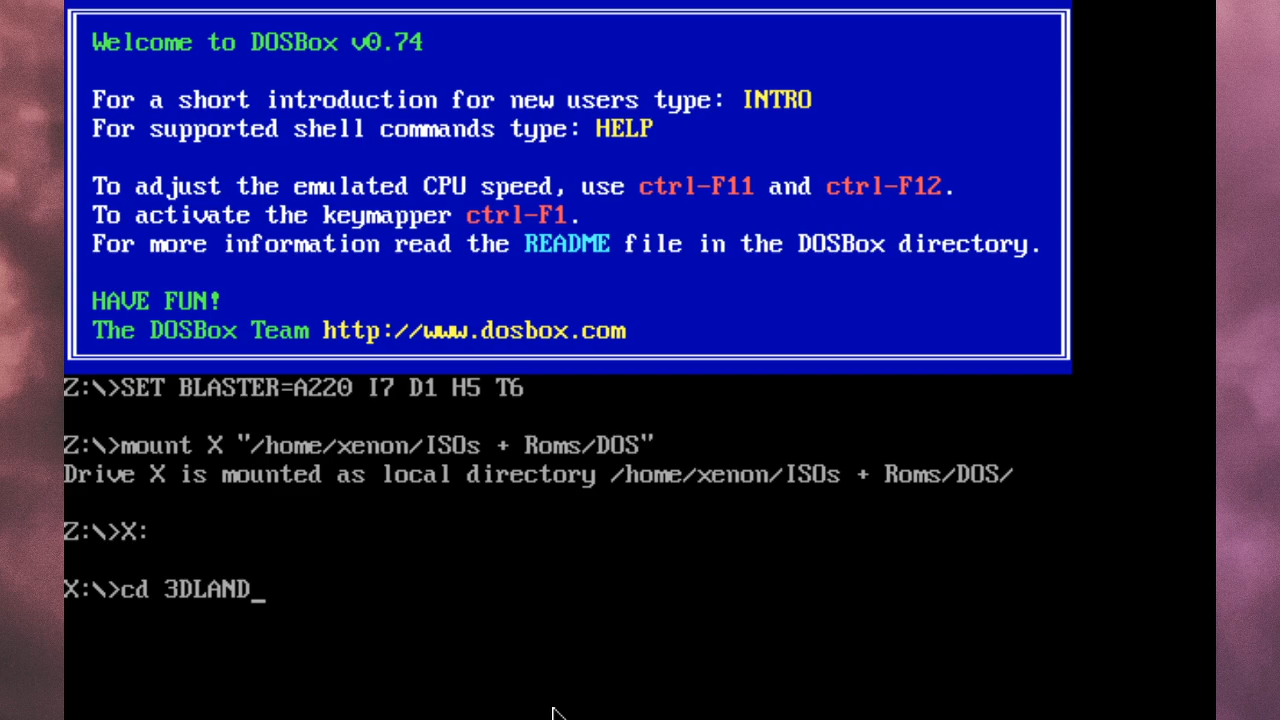 Welcome to DOSBox v0.74
For a short introduction for new users type: INTRO
For supported shell commands type: HELP
To adjust the emulated CPU speed, use ctrl-F11 and ctrl-F12.
To activate the keymapper ctrl-F1.
For more information read the README file in the DOSBox directory.
HAVE FUN!
The DOSBox Team http://www.dosbox.com
Z:\>SET BLASTER=A220 I7 D1 H5 T6
Z:\>mount X "/home/xenon/ISOs + Roms/DOS"
Drive X is mounted as local directory /home/xenon/ISOs + Roms/DOS/
Z:\>X:
X:\>cd 3DLAND_